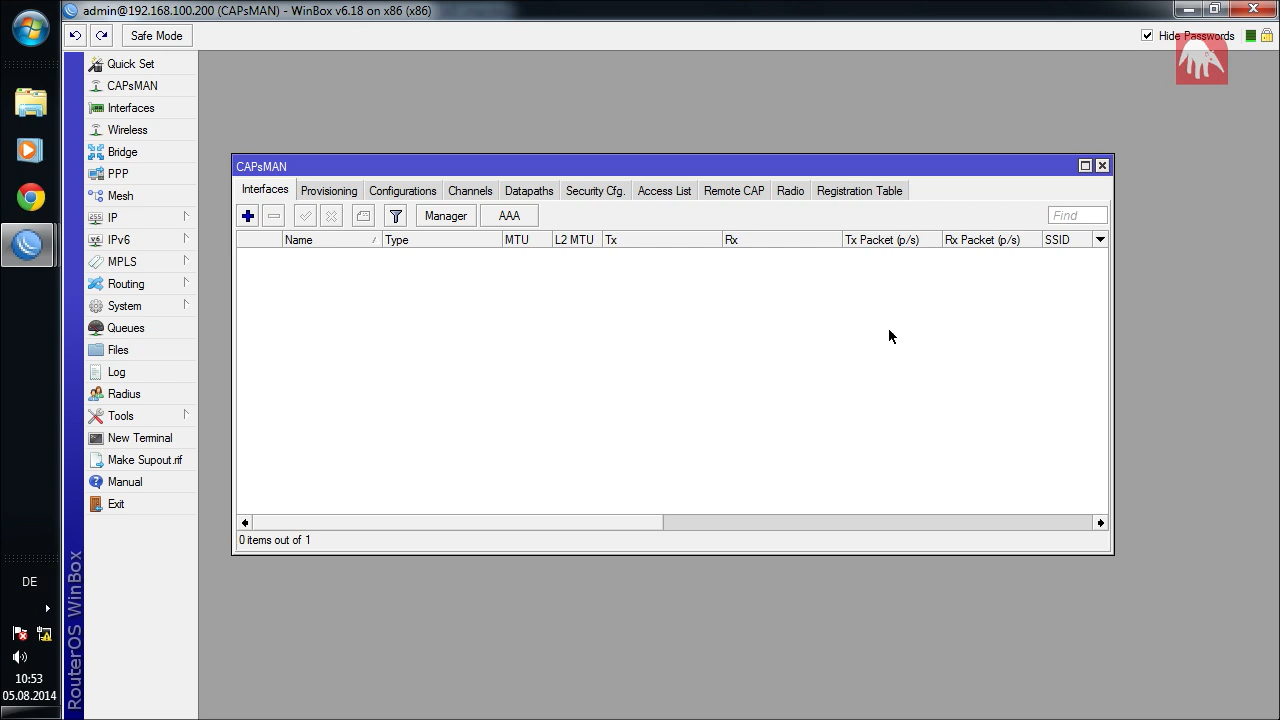 admin@192.168.100.200 (CAPsMAN) - WinBox v6.18 on x86 (x86)
Safe Mode
Hide Passwords
Quick Set
CAPsMAN
Interfaces
Wireless
Bridge
PPP
Mesh
IP
IPv6
MPLS
Routing
System
Queues
Files
Log
Radius
Tools
New Terminal
Make Supout.rif
Manual
Exit
RouterOS WinBox
CAPsMAN
Interfaces Provisioning Configurations Channels Datapaths Security Cfg. Access List Remote CAP Radio Registration Table
Manager AAA Find
Name Type MTU L2 MTU Tx Rx Tx Packet (p/s) Rx Packet (p/s) SSID
0 items out of 1
DE
10:53
05.08.2014